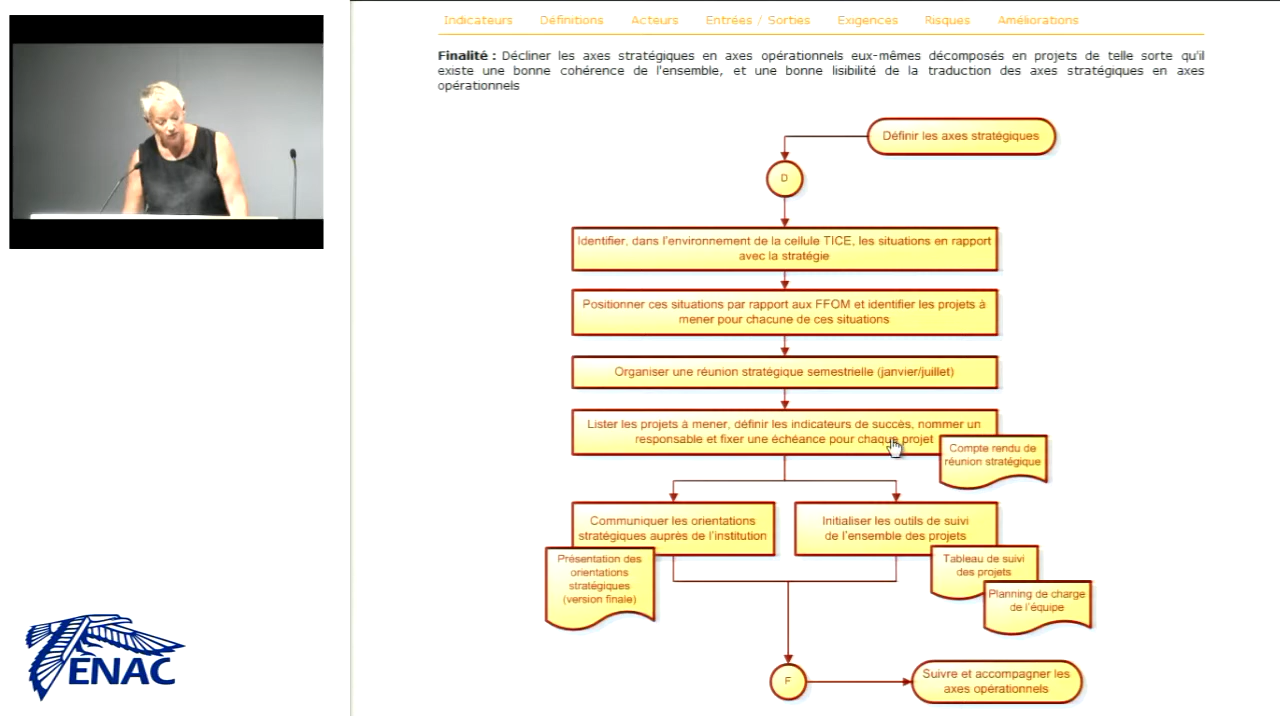 Indicateurs Définitions Acteurs Entrées / Sorties Exigences Risques Améliorations
Finalité : Décliner les axes stratégiques en axes opérationnels eux-mêmes décomposés en projets de telle sorte qu'il
existe une bonne cohérence de l'ensemble, et une bonne lisibilité de la traduction des axes stratégiques en axes
opérationnels
Définir les axes stratégiques
D
Identifier, dans l'environnement de la cellule TICE, les situations en rapport
avec la stratégie
Positionner ces situations par rapport aux FFOM et identifier les projets à
mener pour chacune de ces situations
Organiser une réunion stratégique semestrielle (janvier/juillet)
Lister les projets à mener, définir les indicateurs de succès, nommer un
responsable et fixer une échéance pour chaque projet
Compte rendu de
réunion stratégique
Communiquer les orientations
stratégiques auprès de l'institution
Initialiser les outils de suivi
de l'ensemble des projets
Présentation des
orientations
stratégiques
(version finale)
Tableau de suivi
des projets
Planning de charge
de l'équipe
F
Suivre et accompagner les
axes opérationnels
ENAC